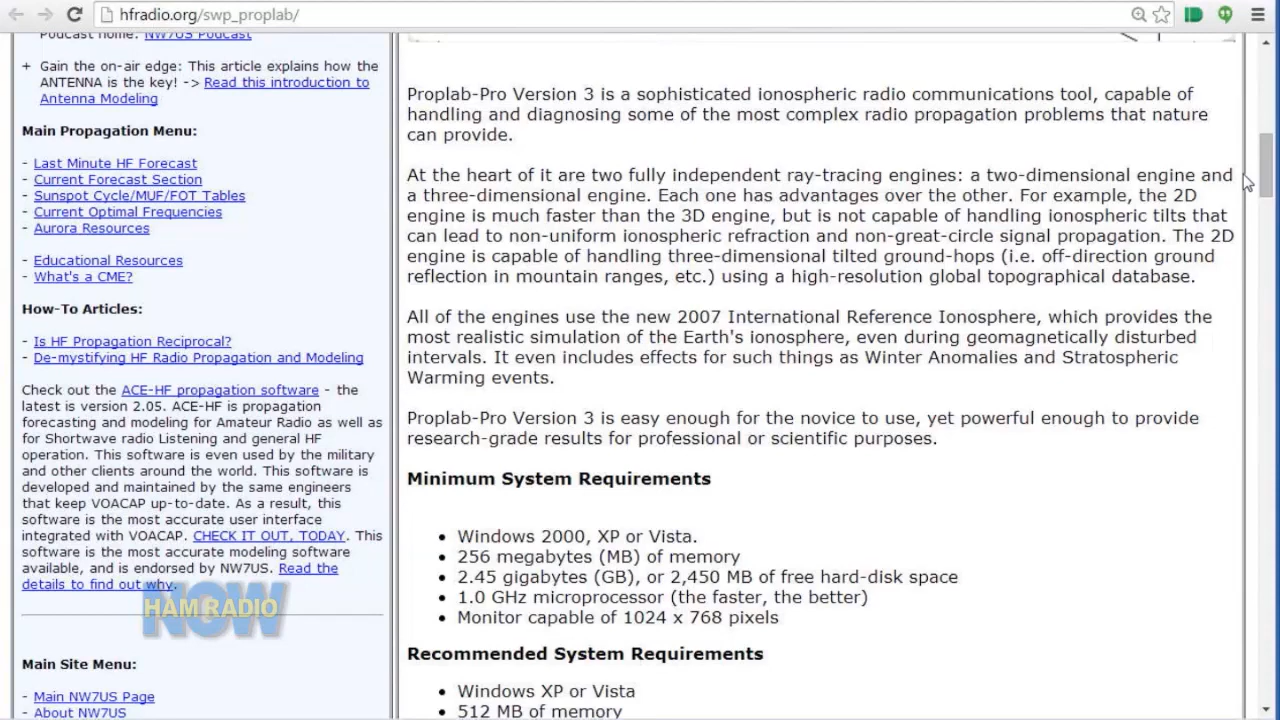 hfradio.org/swp_proplab/
Podcast home: NW7US Podcast
+ Gain the on-air edge: This article explains how the
ANTENNA is the key! -> Read this introduction to
Antenna Modeling
Main Propagation Menu:
- Last Minute HF Forecast
- Current Forecast Section
- Sunspot Cycle/MUF/FOT Tables
- Current Optimal Frequencies
- Aurora Resources
- Educational Resources
- What's a CME?
How-To Articles:
- Is HF Propagation Reciprocal?
- De-mystifying HF Radio Propagation and Modeling
Check out the ACE-HF propagation software - the
latest is version 2.05. ACE-HF is propagation
forecasting and modeling for Amateur Radio as well as
for Shortwave radio Listening and general HF
operation. This software is even used by the military
and other clients around the world. This software is
developed and maintained by the same engineers
that keep VOACAP up-to-date. As a result, this
software is the most accurate user interface
integrated with VOACAP. CHECK IT OUT, TODAY. This
software is the most accurate modeling software
available, and is endorsed by NW7US. Read the
details to find out why.
HAM RADIO
NOW
Main Site Menu:
- Main NW7US Page
- About NW7US
Proplab-Pro Version 3 is a sophisticated ionospheric radio communications tool, capable of
handling and diagnosing some of the most complex radio propagation problems that nature
can provide.
At the heart of it are two fully independent ray-tracing engines: a two-dimensional engine and
a three-dimensional engine. Each one has advantages over the other. For example, the 2D
engine is much faster than the 3D engine, but is not capable of handling ionospheric tilts that
can lead to non-uniform ionospheric refraction and non-great-circle signal propagation. The 2D
engine is capable of handling three-dimensional tilted ground-hops (i.e. off-direction ground
reflection in mountain ranges, etc.) using a high-resolution global topographical database.
All of the engines use the new 2007 International Reference Ionosphere, which provides the
most realistic simulation of the Earth's ionosphere, even during geomagnetically disturbed
intervals. It even includes effects for such things as Winter Anomalies and Stratospheric
Warming events.
Proplab-Pro Version 3 is easy enough for the novice to use, yet powerful enough to provide
research-grade results for professional or scientific purposes.
Minimum System Requirements
• Windows 2000, XP or Vista.
• 256 megabytes (MB) of memory
• 2.45 gigabytes (GB), or 2,450 MB of free hard-disk space
• 1.0 GHz microprocessor (the faster, the better)
• Monitor capable of 1024 x 768 pixels
Recommended System Requirements
• Windows XP or Vista
• 512 MB of memory